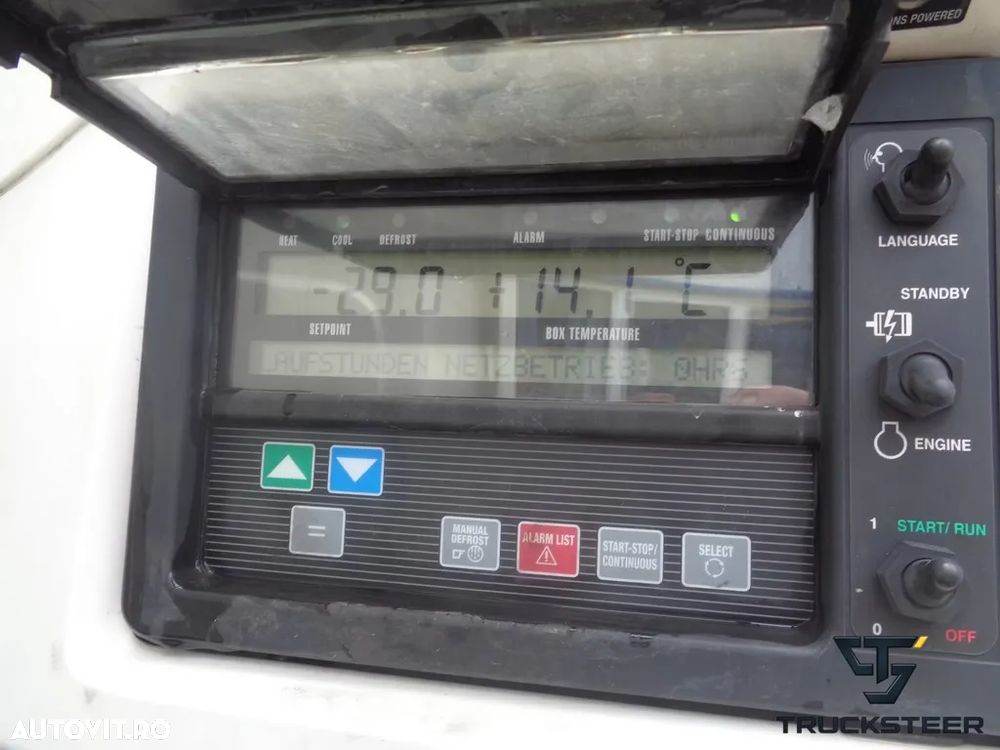 NS POWERED
HEAT COOL DEFROST ALARM START-STOP CONTINUOUS
-29.0 +14.1 °C
SETPOINT BOX TEMPERATURE
LAUFSTUNDEN NETZBETRIEB: 0HRS
MANUAL
DEFROST
ALARM LIST
START-STOP/
CONTINUOUS
SELECT
=
LANGUAGE
STANDBY
ENGINE
1 START/RUN
0 OFF
AUTOVIT.RO
TRUCKSTEER